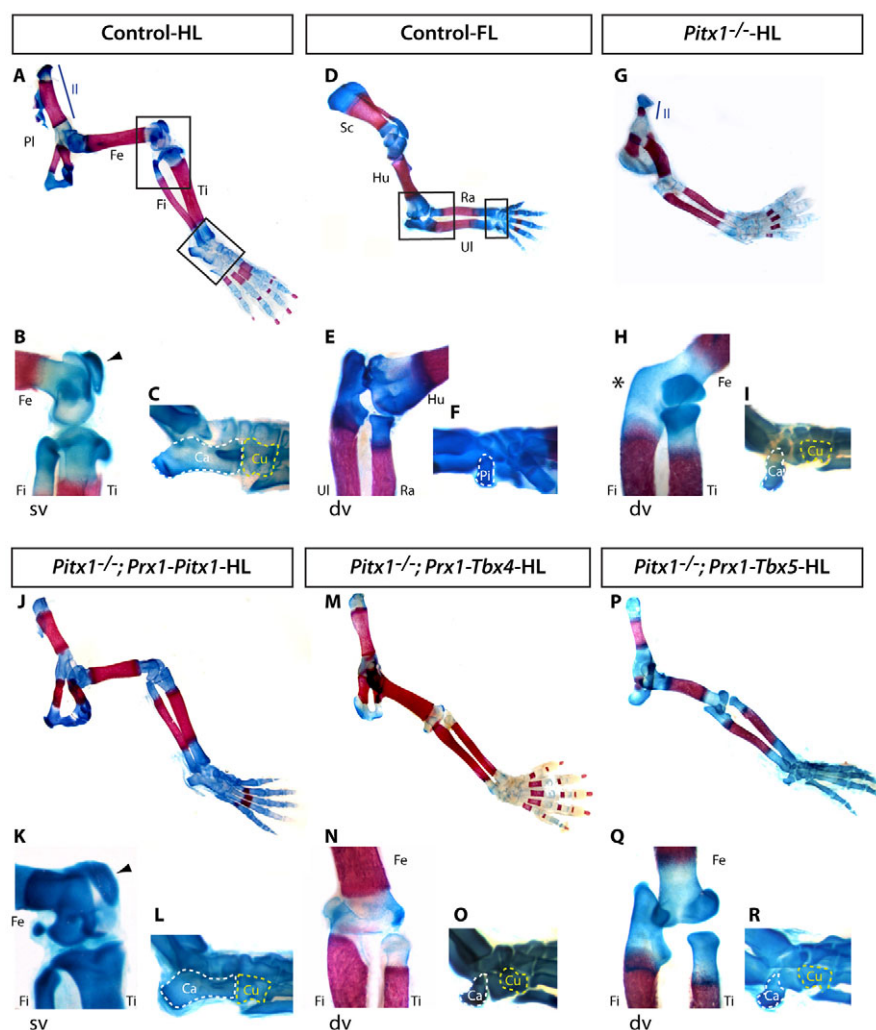 Control-HL
Control-FL
Pitx1-/--HL
A
II
Pl
Fe
Fi
Ti
D
Sc
Hu
Ra
Ul
G
II
B
Fe
Fi
Ti
sv
C
Ca
Cu
E
Hu
Ul
Ra
dv
F
Pi
H
*
Fe
Fi
Ti
dv
I
Ca
Cu
Pitx1-/-; Prx1-Pitx1-HL
Pitx1-/-; Prx1-Tbx4-HL
Pitx1-/-; Prx1-Tbx5-HL
J
M
P
K
Fe
Fi
Ti
sv
L
Ca
Cu
N
Fe
Fi
Ti
dv
O
Ca
Cu
Q
Fe
Fi
Ti
dv
R
Ca
Cu